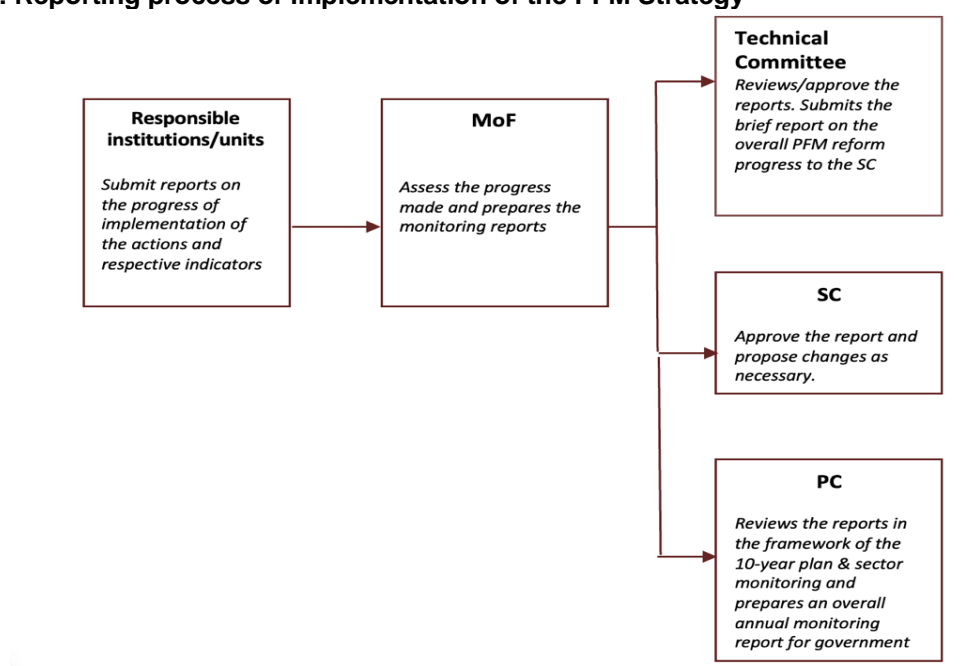 . Reporting process of implementation of the PFM Strategy
Responsible
institutions/units
Submit reports on
the progress of
implementation of
the actions and
respective indicators
MoF
Assess the progress
made and prepares the
monitoring reports
Technical
Committee
Reviews/approve the
reports. Submits the
brief report on the
overall PFM reform
progress to the SC
SC
Approve the report and
propose changes as
necessary.
PC
Reviews the reports in
the framework of the
10-year plan & sector
monitoring and
prepares an overall
annual monitoring
report for government